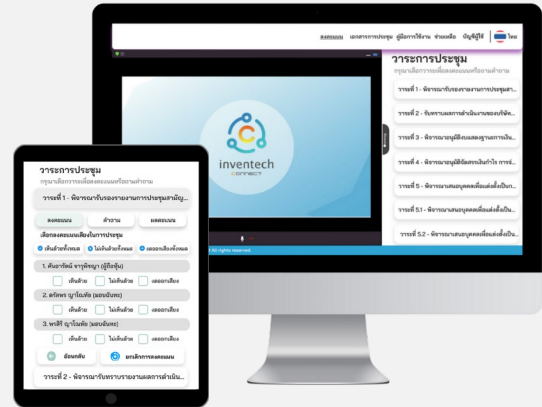 ลงคะแนน เอกสารการประชุม คู่มือการใช้งาน ช่วยเหลือ บัญชีผู้ใช้ ไทย
วาระการประชุม
กรุณาเลือกวาระเพื่อลงคะแนนหรือถามคำถาม
วาระที่ 1 - พิจารณารับรองรายงานการประชุมสา...
วาระที่ 2 - รับทราบผลการดำเนินงานของบริษัท...
วาระที่ 3 - พิจารณาอนุมัติงบแสดงฐานะการเงิน...
วาระที่ 4 - พิจารณาอนุมัติจัดสรรเงินกำไร การจ่...
วาระที่ 5 - พิจารณาเสนอบุคคลเพื่อแต่งตั้งเป็นก...
วาระที่ 5.1 - พิจารณาเสนอบุคคลเพื่อแต่งตั้งเป็น...
วาระที่ 5.2 - พิจารณาเสนอบุคคลเพื่อแต่งตั้งเป็น...
inventech
CONNECT
All rights reserved.
วาระการประชุม
กรุณาเลือกวาระเพื่อลงคะแนนหรือถามคำถาม
วาระที่ 1 - พิจารณารับรองรายงานการประชุมสามัญ...
ลงคะแนน คำถาม ผลคะแนน
เลือกลงคะแนนเสียงในการประชุม
เห็นด้วยทั้งหมด ไม่เห็นด้วยทั้งหมด งดออกเสียงทั้งหมด
1. คันธารัตน์ จารุพิชญา (ผู้ถือหุ้น)
เห็นด้วย ไม่เห็นด้วย งดออกเสียง
2. ตรัลพร ญาโณทัย (มอบฉันทะ)
เห็นด้วย ไม่เห็นด้วย งดออกเสียง
3. พรสิริ ญาโณทัย (มอบฉันทะ)
เห็นด้วย ไม่เห็นด้วย งดออกเสียง
ย้อนกลับ ยกเลิกการลงคะแนน
วาระที่ 2 - พิจารณารับทราบรายงานผลการดำเนิน...